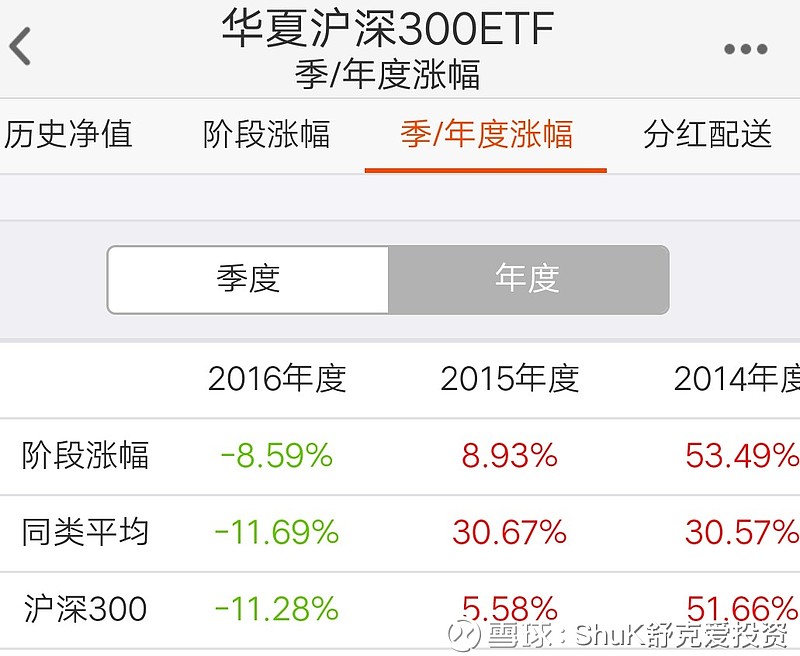 华夏沪深300ETF
季/年度涨幅
历史净值 阶段涨幅 季/年度涨幅 分红配送
季度 年度
2016年度 2015年度 2014年度
阶段涨幅 -8.59% 8.93% 53.49%
同类平均 -11.69% 30.67% 30.57%
沪深300 -11.28% 5.58% 51.66%
雪球:ShuK舒克爱投资